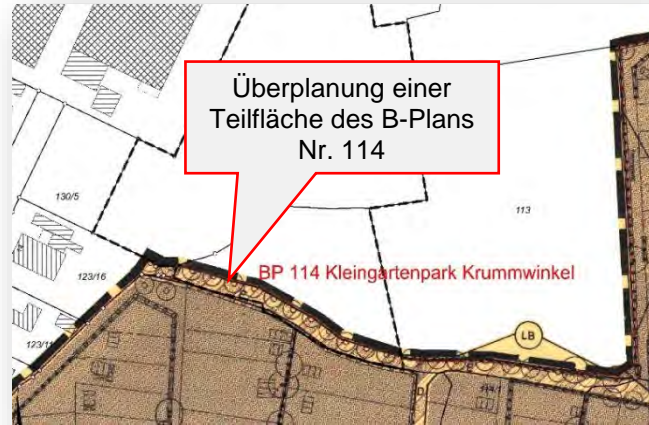 Überplanung einer
Teilfläche des B-Plans
Nr. 114
130/5
113
123/16
BP 114 Kleingartenpark Krummwinkel
LB